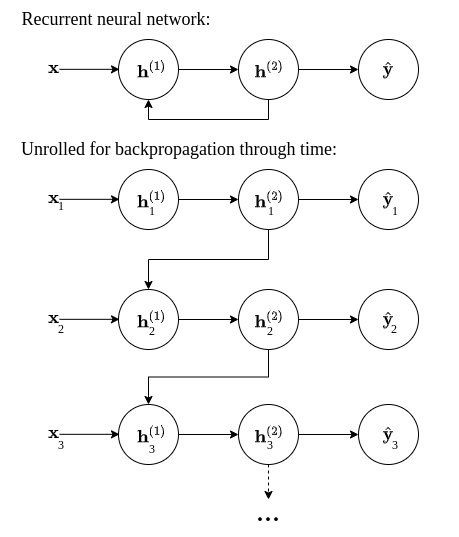 Recurrent neural network:
x h⁽¹⁾ h⁽²⁾ ŷ
Unrolled for backpropagation through time:
x₁ h₁⁽¹⁾ h₁⁽²⁾ ŷ₁
x₂ h₂⁽¹⁾ h₂⁽²⁾ ŷ₂
x₃ h₃⁽¹⁾ h₃⁽²⁾ ŷ₃
...